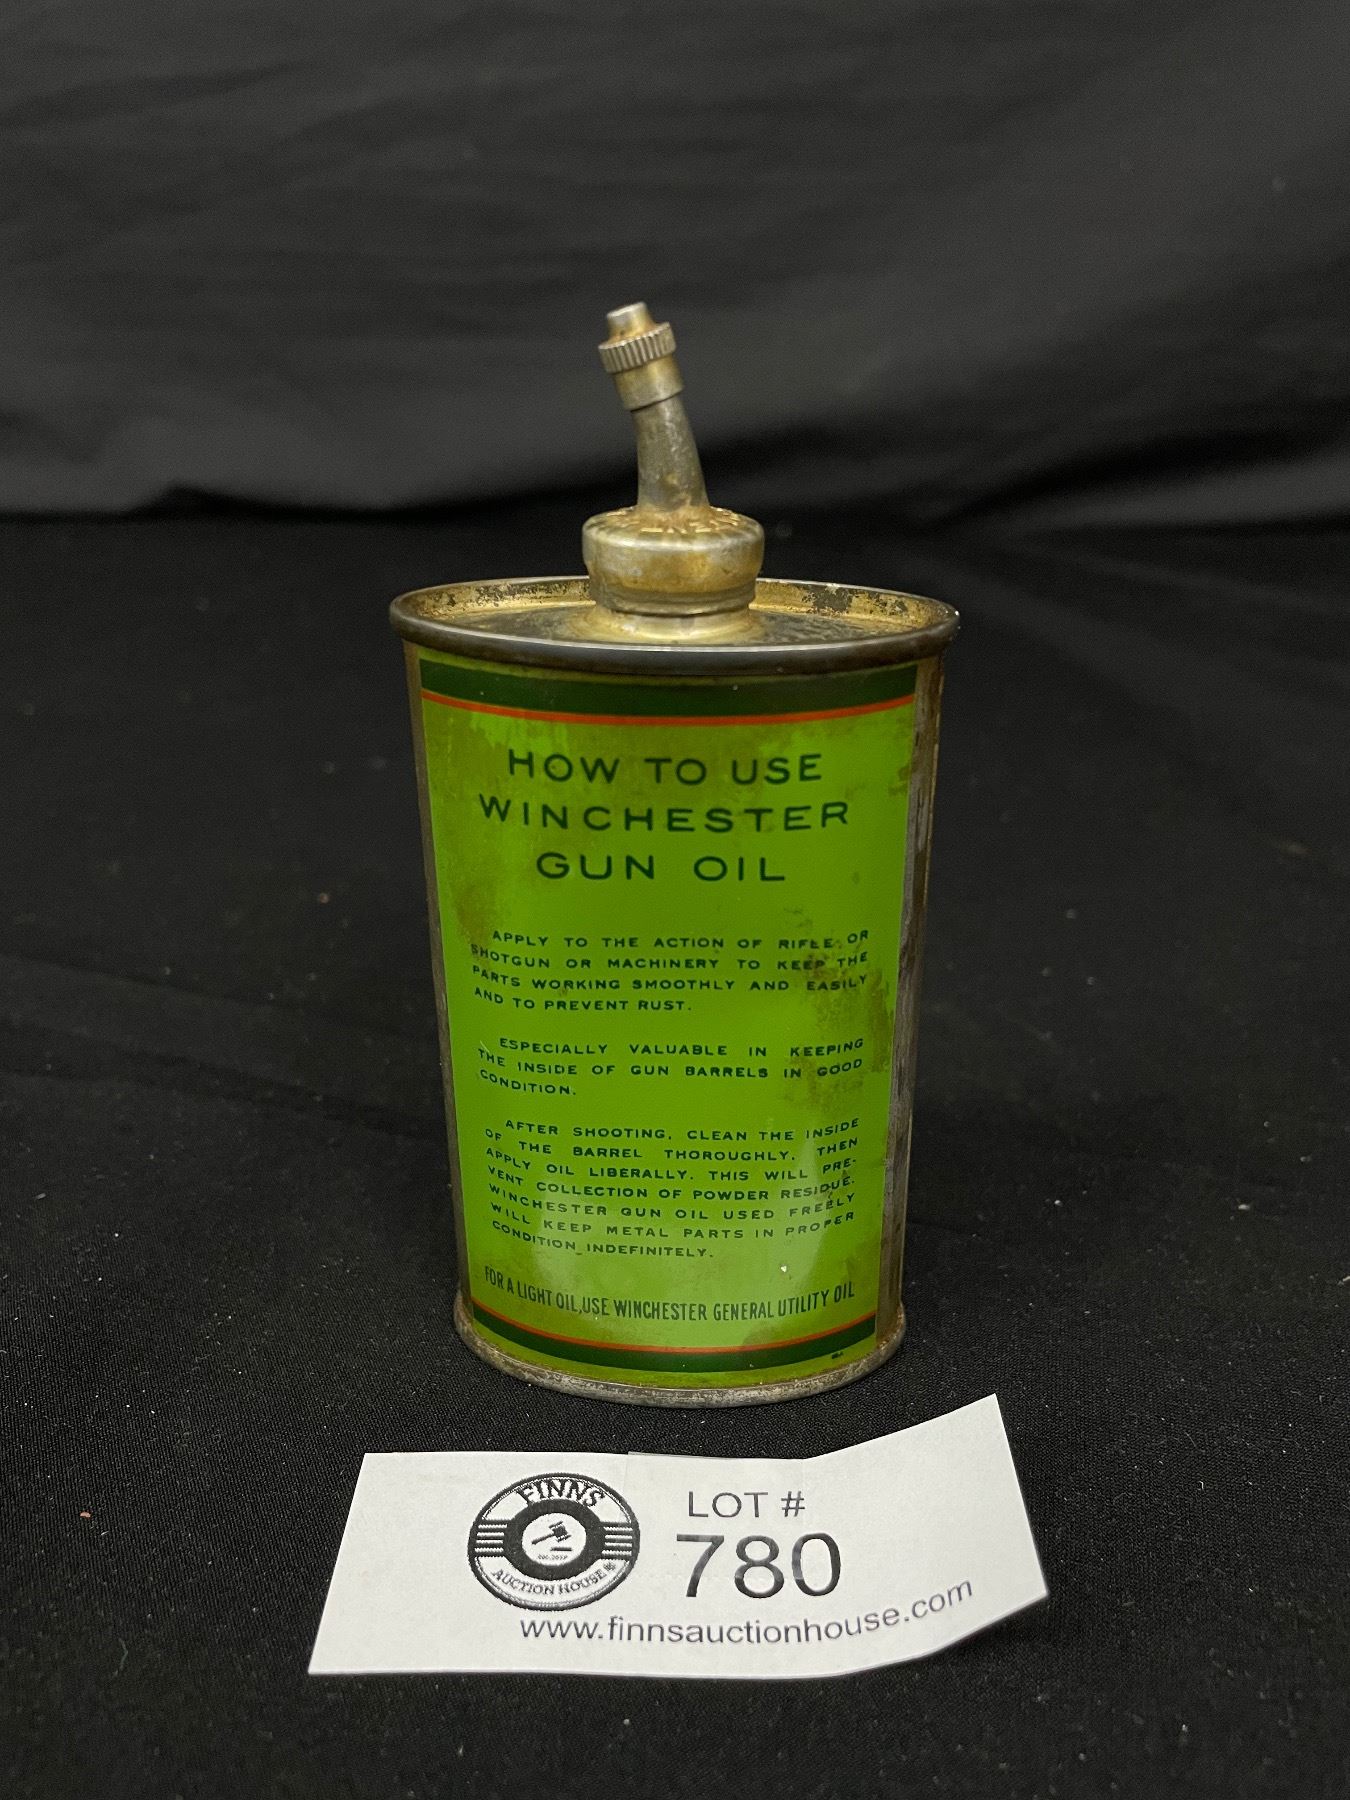 HOW TO USE
WINCHESTER
GUN OIL
APPLY TO THE ACTION OF RIFLE OR
SHOTGUN OR MACHINERY TO KEEP THE
PARTS WORKING SMOOTHLY AND EASILY
AND TO PREVENT RUST.
ESPECIALLY VALUABLE IN KEEPING
THE INSIDE OF GUN BARRELS IN GOOD
CONDITION.
AFTER SHOOTING, CLEAN THE INSIDE
OF THE BARREL THOROUGHLY. THEN
APPLY OIL LIBERALLY. THIS WILL PRE-
VENT COLLECTION OF POWDER RESIDUE.
WINCHESTER GUN OIL USED FREELY
WILL KEEP METAL PARTS IN PROPER
CONDITION INDEFINITELY.
FOR A LIGHT OIL, USE WINCHESTER GENERAL UTILITY OIL
FINNS
AUCTION HOUSE
LOT #
780
www.finnsauctionhouse.com